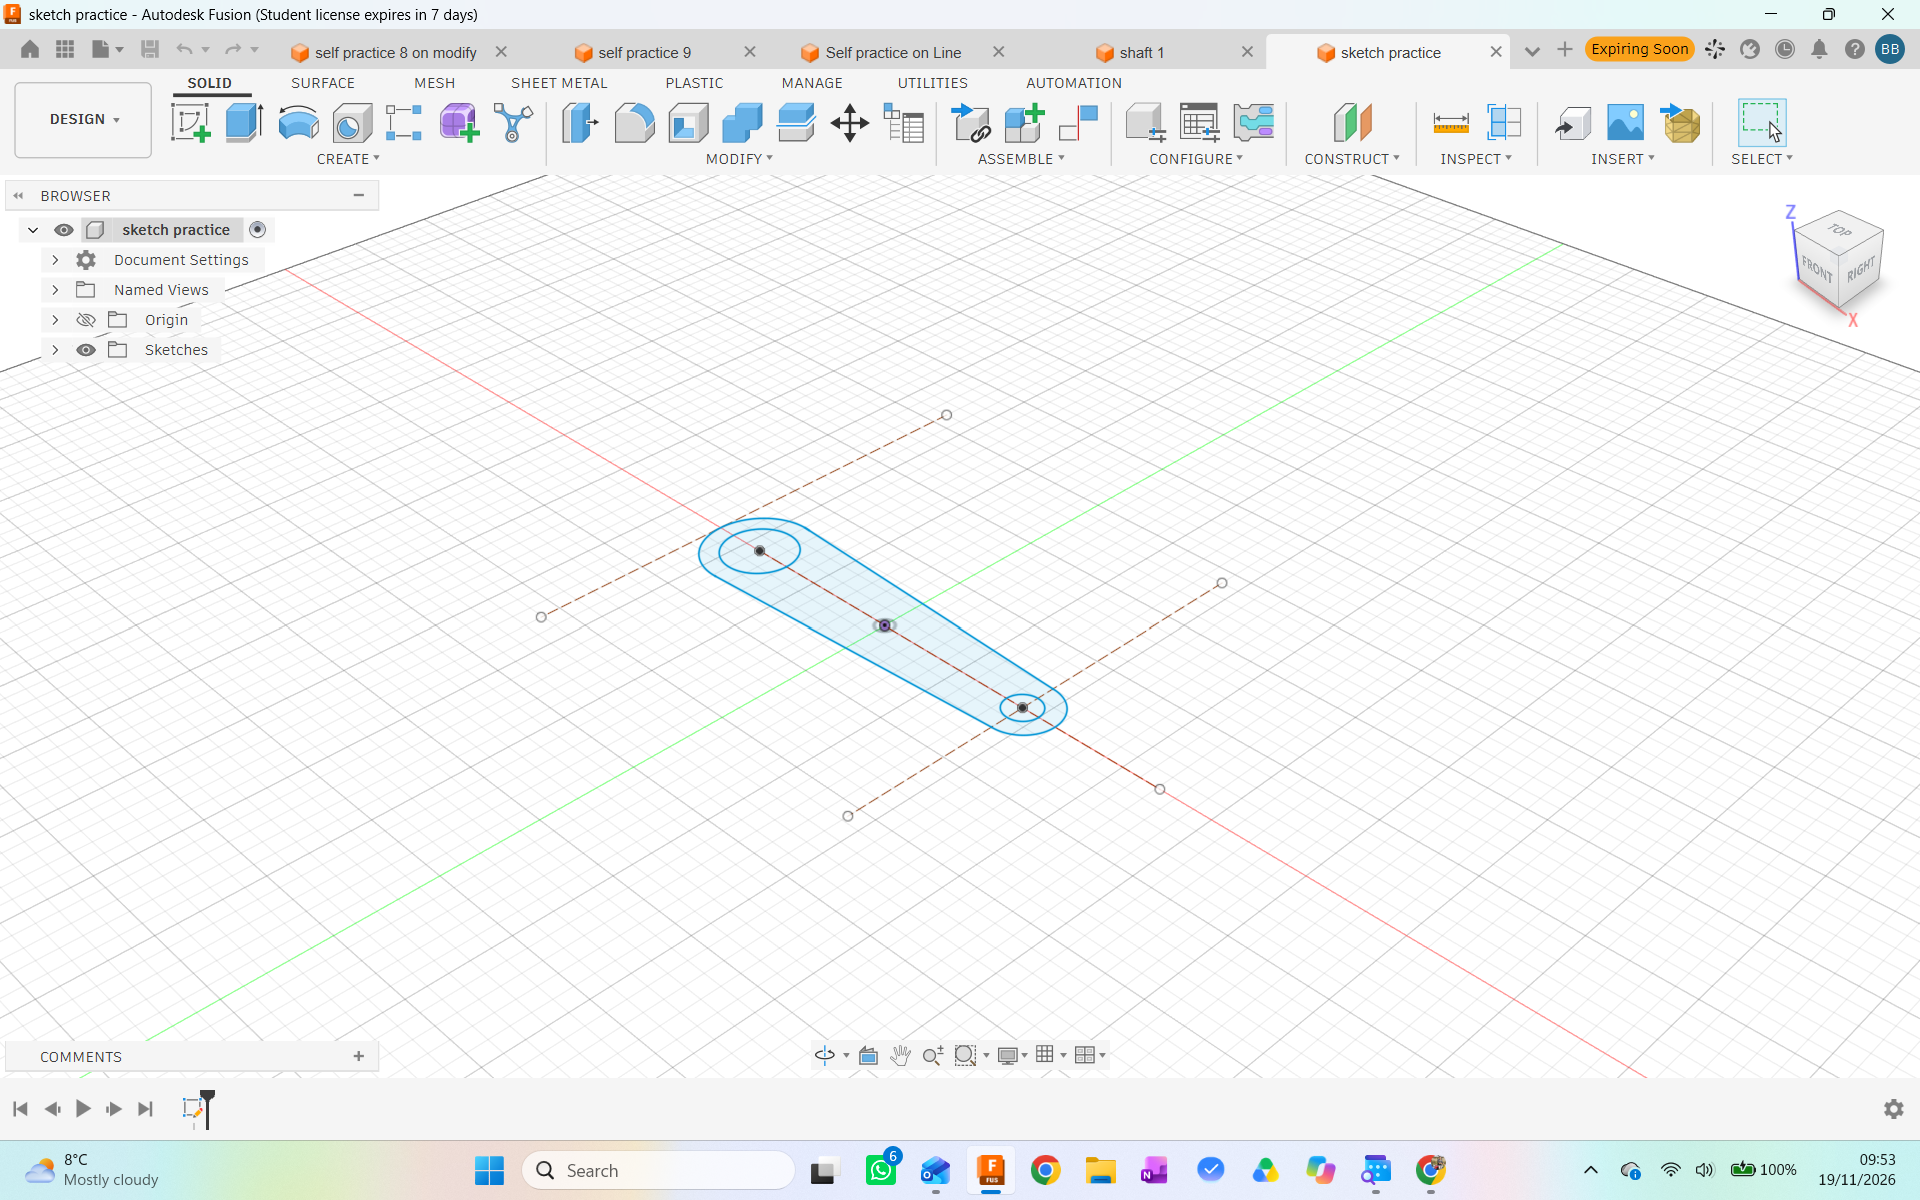 sketch practice - Autodesk Fusion (Student license expires in 7 days)
self practice 8 on modify
self practice 9
Self practice on Line
shaft 1
sketch practice
Expiring Soon
BB
SOLID
SURFACE
MESH
SHEET METAL
PLASTIC
MANAGE
UTILITIES
AUTOMATION
DESIGN
CREATE
MODIFY
ASSEMBLE
CONFIGURE
CONSTRUCT
INSPECT
INSERT
SELECT
BROWSER
sketch practice
Document Settings
Named Views
Origin
Sketches
Z
TOP
FRONT
RIGHT
X
COMMENTS
8°C
Mostly cloudy
Search
6
F
FUS
100%
09:53
19/11/2026